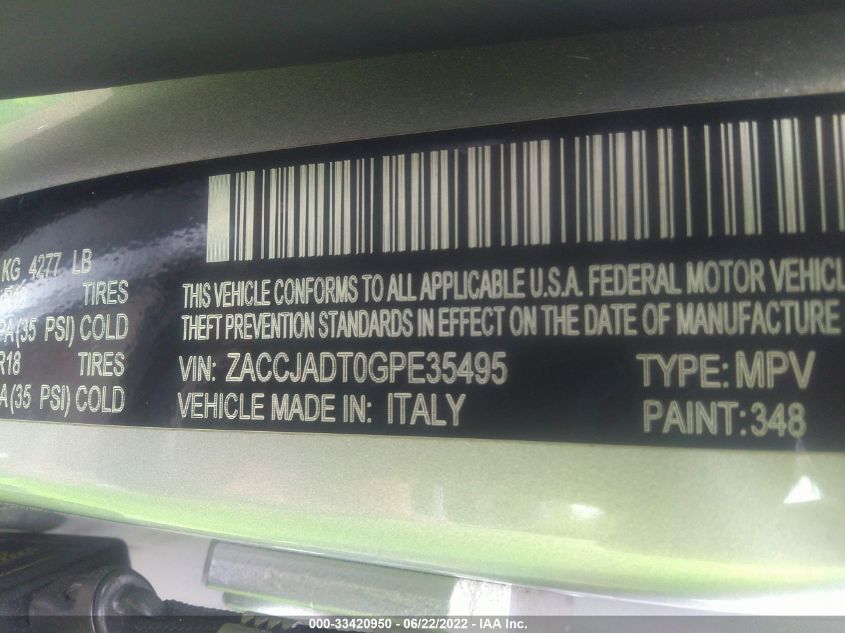 KG 4277 LB
R18 TIRES
(35 PSI) COLD
R18 TIRES
A (35 PSI) COLD
THIS VEHICLE CONFORMS TO ALL APPLICABLE U.S.A. FEDERAL MOTOR VEHICL
THEFT PREVENTION STANDARDS IN EFFECT ON THE DATE OF MANUFACTURE
VIN: ZACCJADT0GPE35495 TYPE: MPV
VEHICLE MADE IN: ITALY PAINT: 348
000-33420950 - 06/22/2022 - IAA Inc.